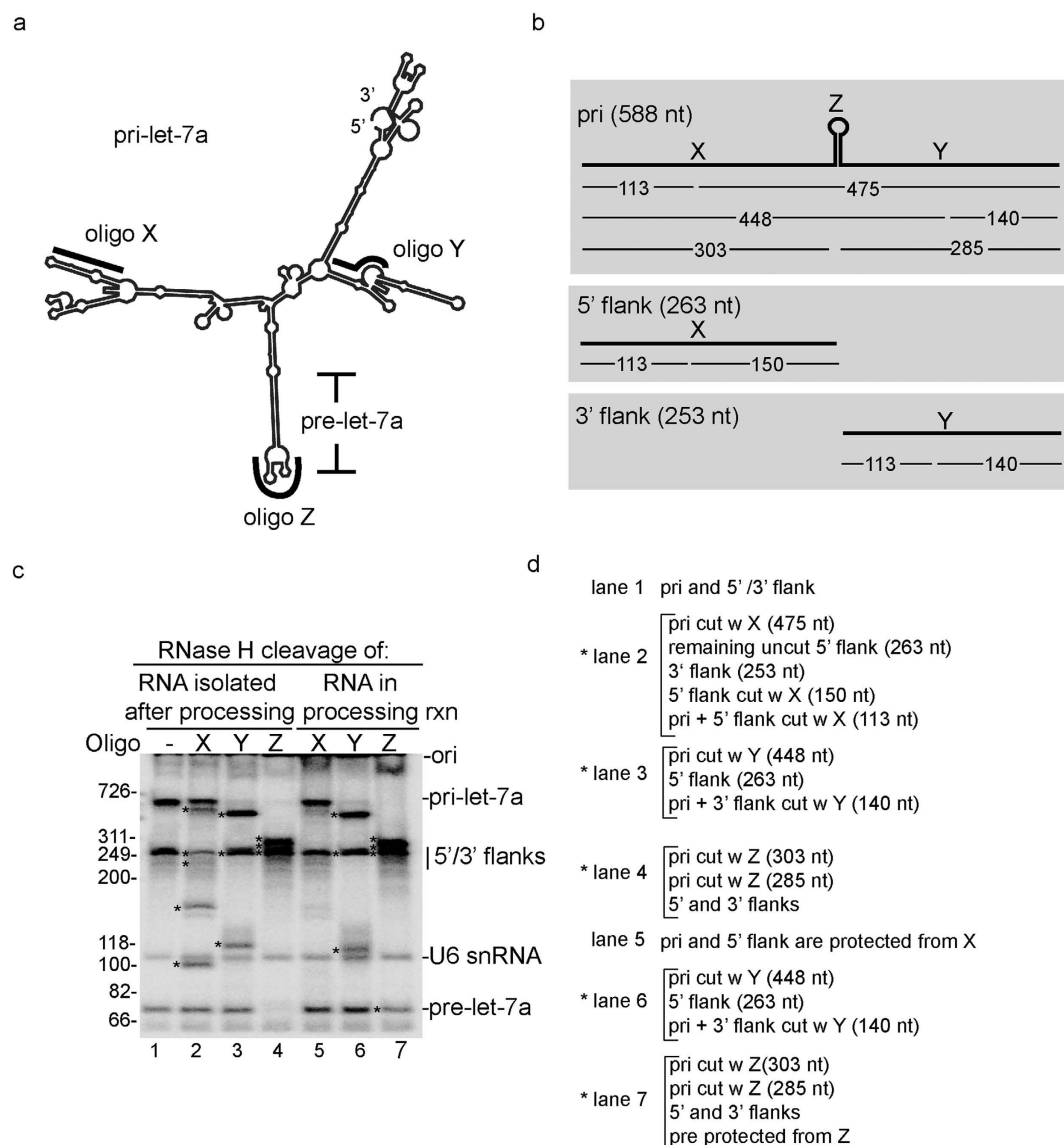 a
pri-let-7a
3'
5'
oligo X
oligo Y
pre-let-7a
oligo Z
b
pri (588 nt)
Z
X
Y
113
475
448
140
303
285
5' flank (263 nt)
X
113
150
3' flank (253 nt)
Y
113
140
c
RNase H cleavage of:
RNA isolated after processing
RNA in processing rxn
Oligo - X Y Z X Y Z
-ori
726-
-pri-let-7a
311-
249-
5'/3' flanks
200-
118-
-U6 snRNA
100-
82-
-pre-let-7a
66-
1 2 3 4 5 6 7
d
lane 1 pri and 5' /3' flank
* lane 2
pri cut w X (475 nt)
remaining uncut 5' flank (263 nt)
3' flank (253 nt)
5' flank cut w X (150 nt)
pri + 5' flank cut w X (113 nt)
* lane 3
pri cut w Y (448 nt)
5' flank (263 nt)
pri + 3' flank cut w Y (140 nt)
* lane 4
pri cut w Z (303 nt)
pri cut w Z (285 nt)
5' and 3' flanks
lane 5 pri and 5' flank are protected from X
* lane 6
pri cut w Y (448 nt)
5' flank (263 nt)
pri + 3' flank cut w Y (140 nt)
* lane 7
pri cut w Z(303 nt)
pri cut w Z (285 nt)
5' and 3' flanks
pre protected from Z